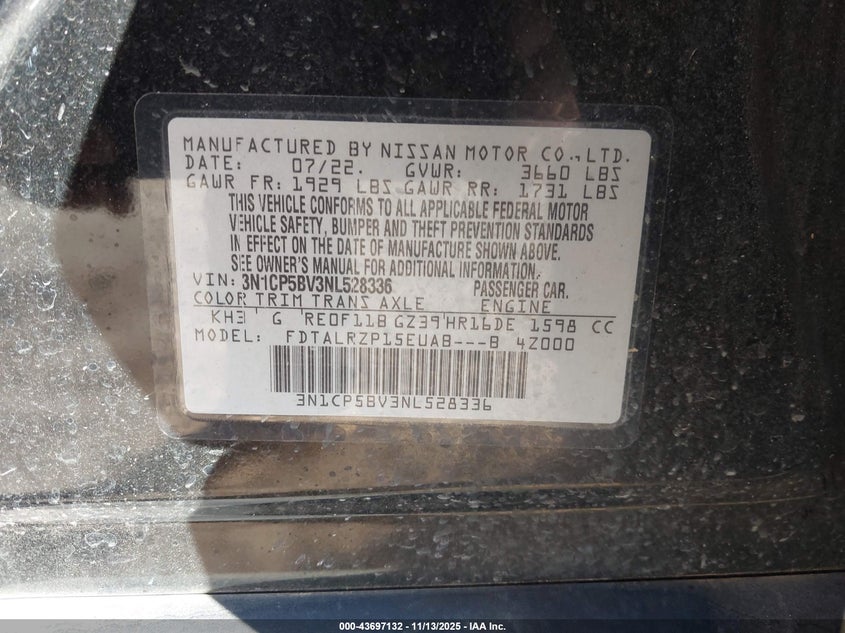 MANUFACTURED BY NISSAN MOTOR CO., LTD.
DATE: 07/22. GVWR: 3660 LBS
GAWR FR: 1929 LBS GAWR RR: 1731 LBS
THIS VEHICLE CONFORMS TO ALL APPLICABLE FEDERAL MOTOR
VEHICLE SAFETY, BUMPER AND THEFT PREVENTION STANDARDS
IN EFFECT ON THE DATE OF MANUFACTURE SHOWN ABOVE.
SEE OWNER'S MANUAL FOR ADDITIONAL INFORMATION.
VIN: 3N1CP5BV3NL528336 PASSENGER CAR.
COLOR TRIM TRANS AXLE ENGINE
KH3 G RE0F11B GZ39 HR16DE 1598 CC
MODEL: FDTALRZP15EUAB---B 4Z000
3N1CP5BV3NL528336
000-43697132 - 11/13/2025 - IAA Inc.